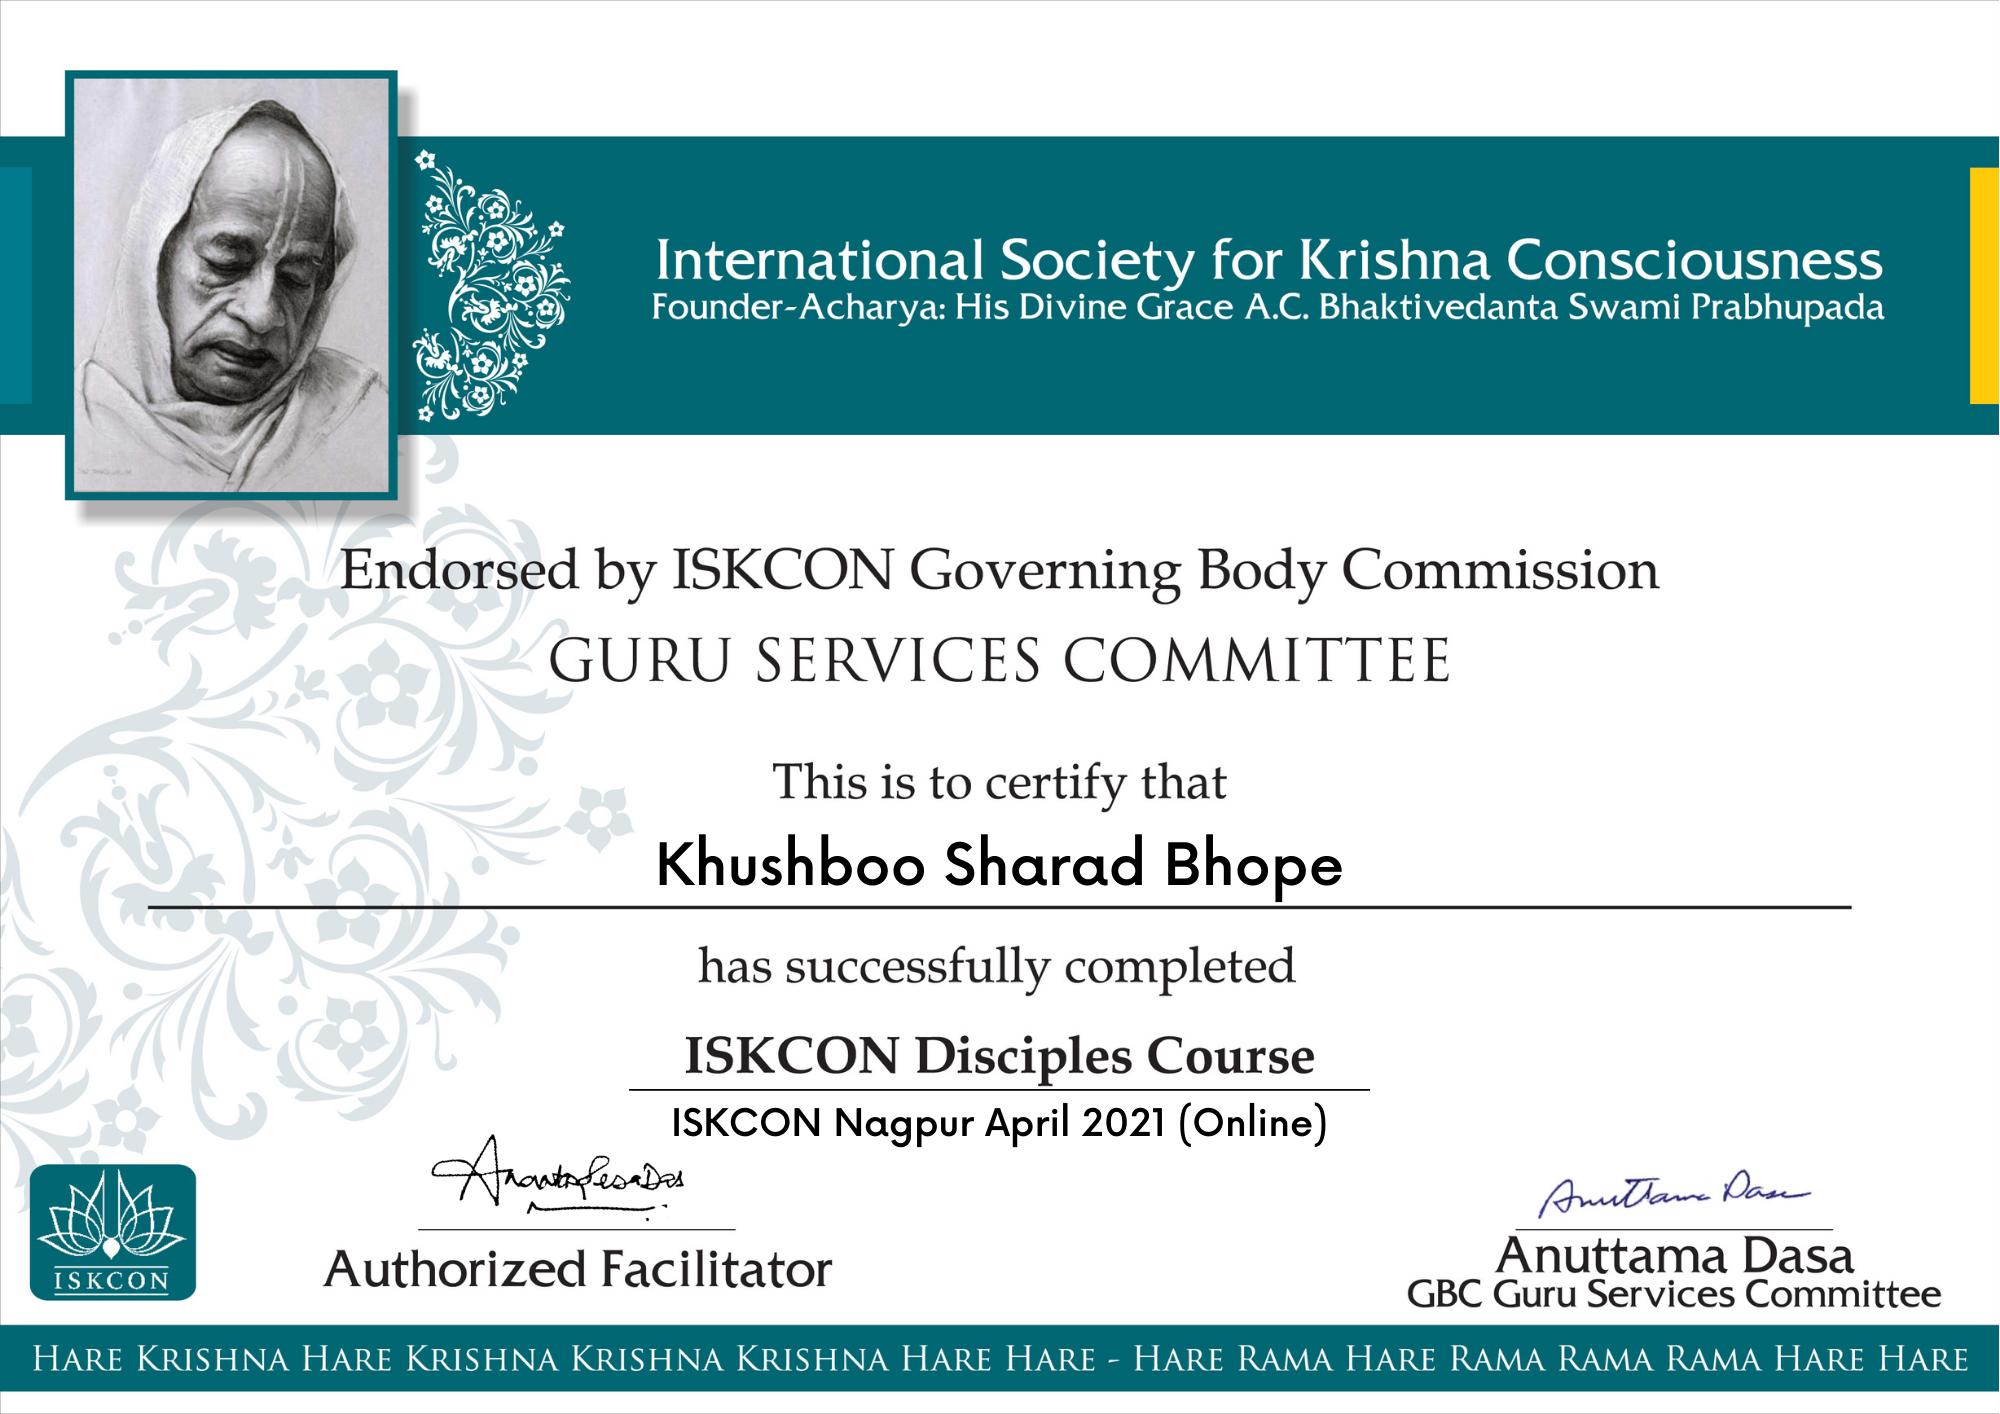 International Society for Krishna Consciousness
Founder-Acharya: His Divine Grace A.C. Bhaktivedanta Swami Prabhupada
Endorsed by ISKCON Governing Body Commission
GURU SERVICES COMMITTEE
This is to certify that
Khushboo Sharad Bhope
has successfully completed
ISKCON Disciples Course
ISKCON Nagpur April 2021 (Online)
Authorized Facilitator
Anuttama Dasa
Anuttama Dasa
GBC Guru Services Committee
ISKCON
HARE KRISHNA HARE KRISHNA KRISHNA KRISHNA HARE HARE - HARE RAMA HARE RAMA RAMA RAMA HARE HARE